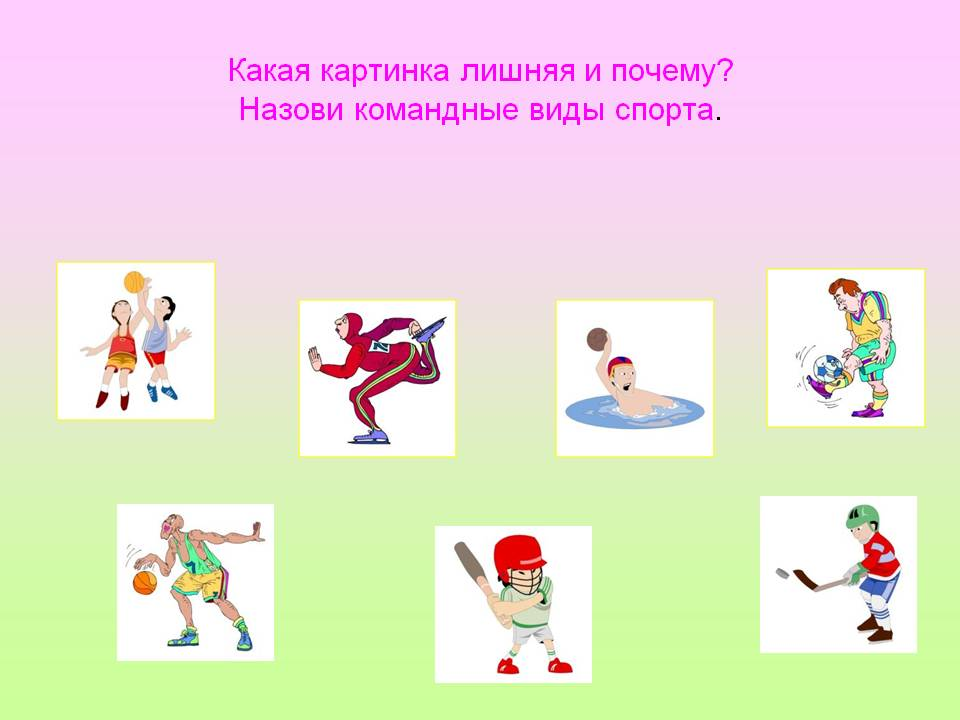 Какая картинка лишняя и почему?
Назови командные виды спорта.